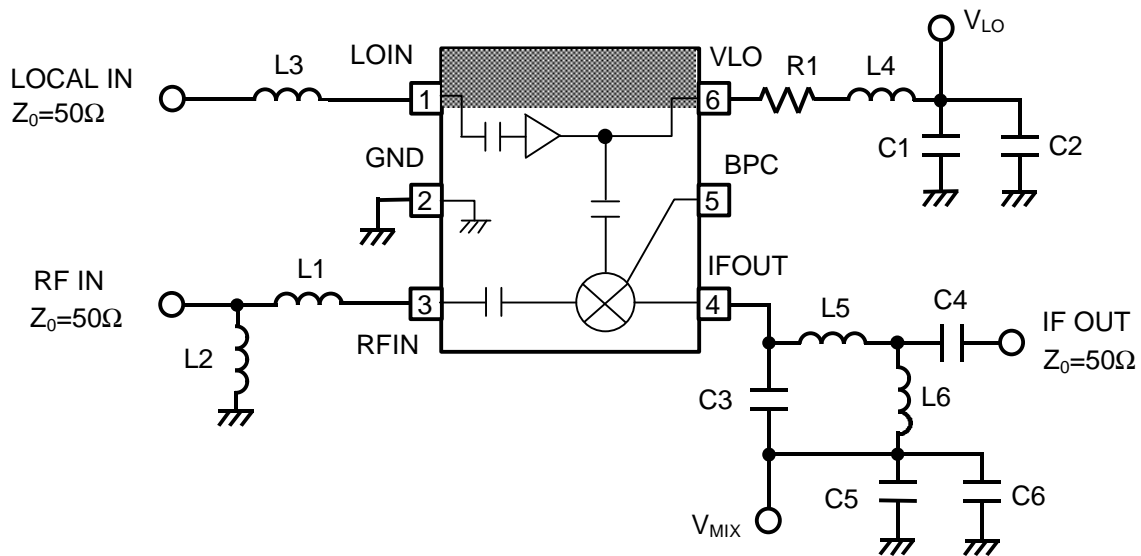 LOCAL IN
Z0=50Ω
L3
LOIN
1
VLO
6
R1
L4
VLO
C1
C2
GND
2
BPC
5
RF IN
Z0=50Ω
L1
L2
3
RFIN
IFOUT
4
L5
C4
IF OUT
Z0=50Ω
C3
L6
C5
C6
VMIX